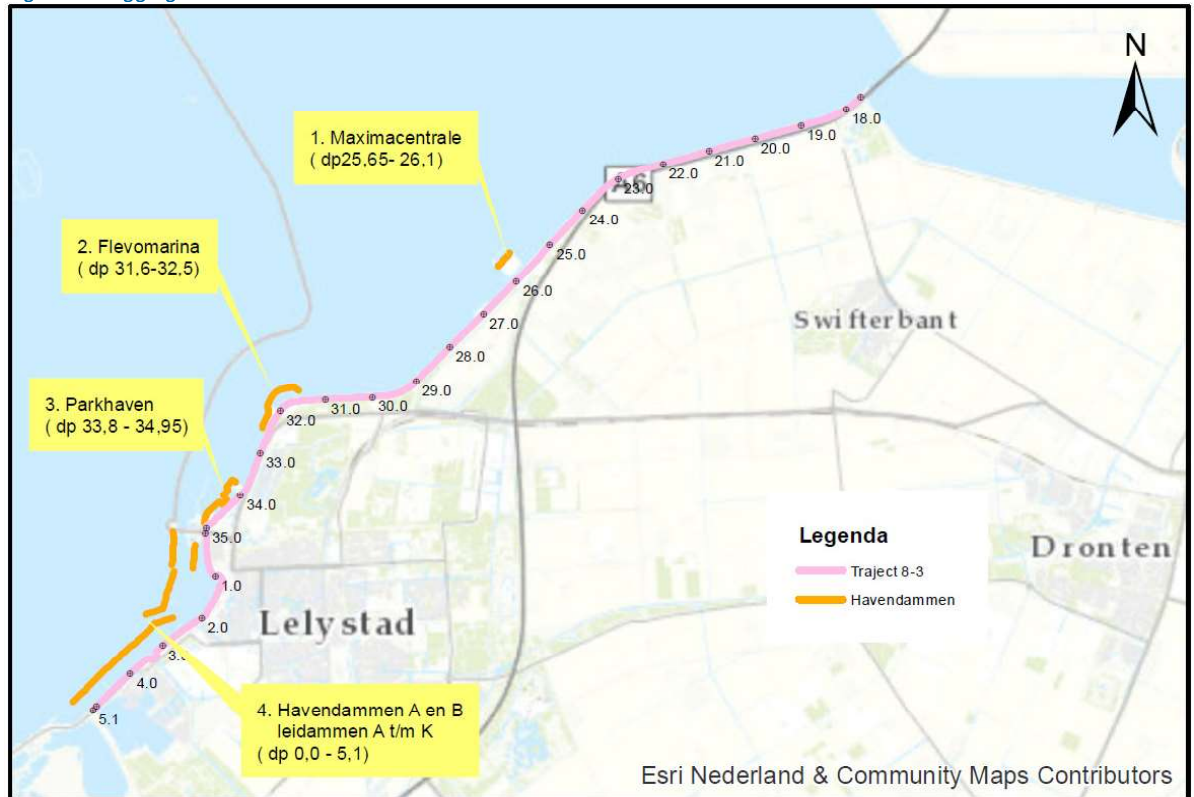 N
1. Maximacentrale
( dp25,65- 26,1)
2. Flevomarina
( dp 31,6-32,5)
3. Parkhaven
( dp 33,8 - 34,95)
4. Havendammen A en B
leidammen A t/m K
( dp 0,0 - 5,1)
18.0
19.0
20.0
21.0
22.0
23.0
24.0
25.0
26.0
27.0
28.0
29.0
30.0
31.0
32.0
33.0
34.0
35.0
1.0
2.0
4.0
5.1
Swifterbant
Dronten
Lelystad
Legenda
Traject 8-3
Havendammen
Esri Nederland & Community Maps Contributors